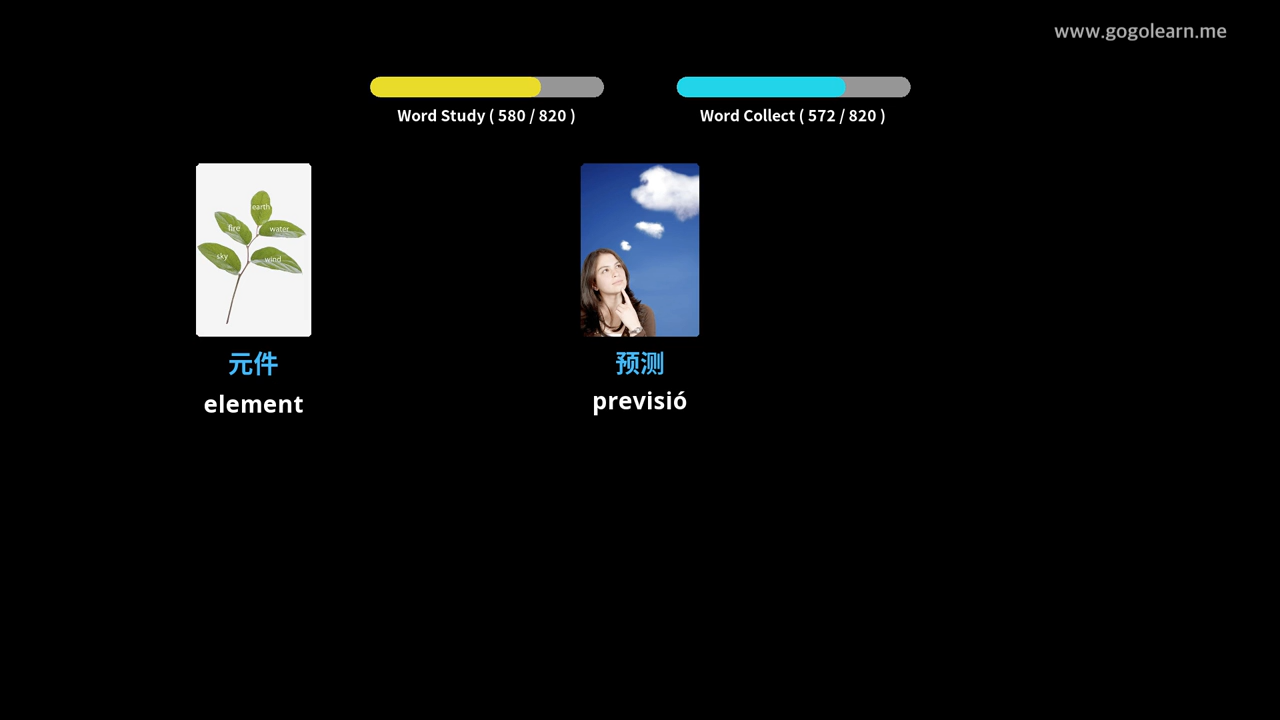 www.gogolearn.me
Word Study ( 580 / 820 )
Word Collect ( 572 / 820 )
earth
fire
water
sky
wind
元件
element
预测
previsió